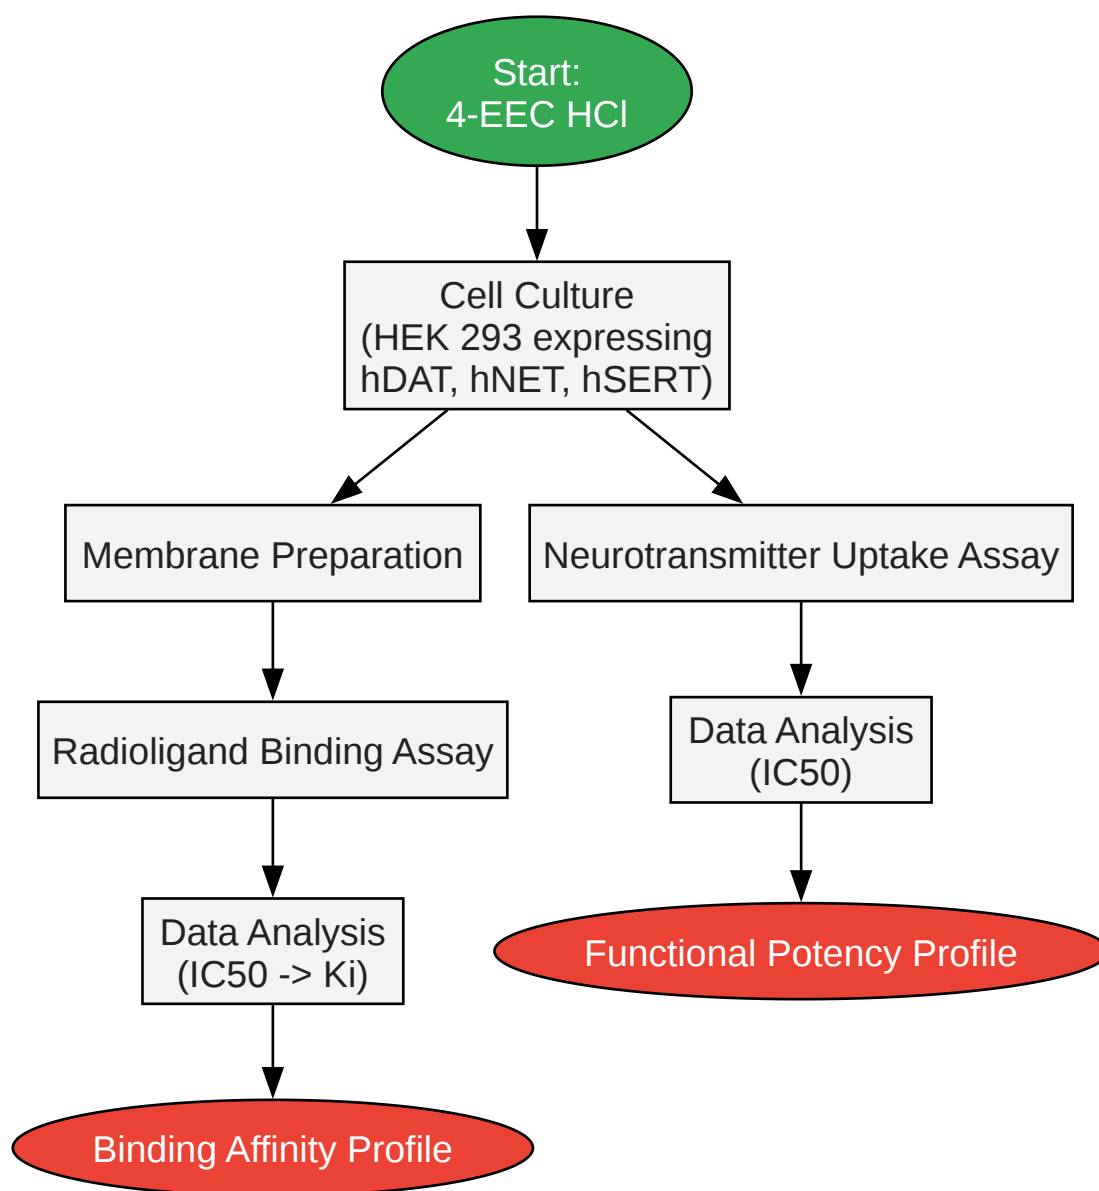 Start:
4-EEC HCl
Cell Culture
(HEK 293 expressing
hDAT, hNET, hSERT)
Membrane Preparation
Neurotransmitter Uptake Assay
Radioligand Binding Assay
Data Analysis
(IC50)
Data Analysis
(IC50 -> Ki)
Functional Potency Profile
Binding Affinity Profile